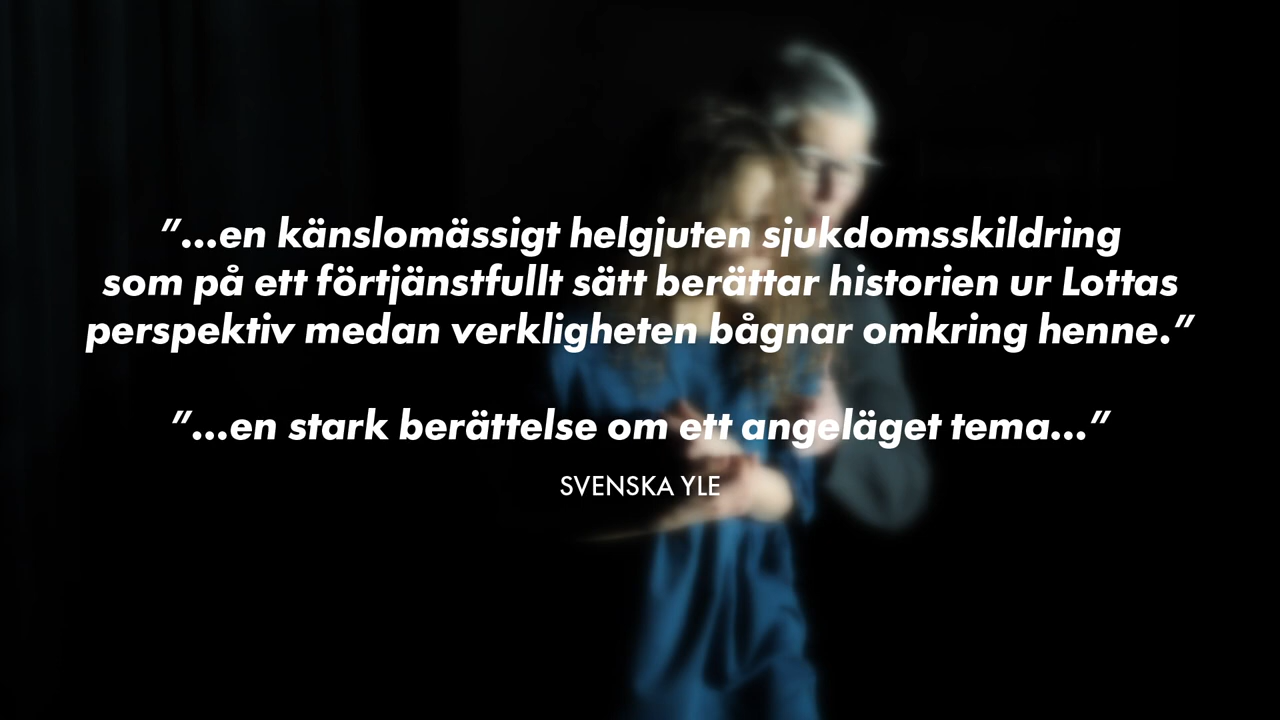 ”...en känslomässigt helgjuten sjukdomsskildring
som på ett förtjänstfullt sätt berättar historien ur Lottas
perspektiv medan verkligheten bågnar omkring henne.”
”...en stark berättelse om ett angeläget tema...”
SVENSKA YLE